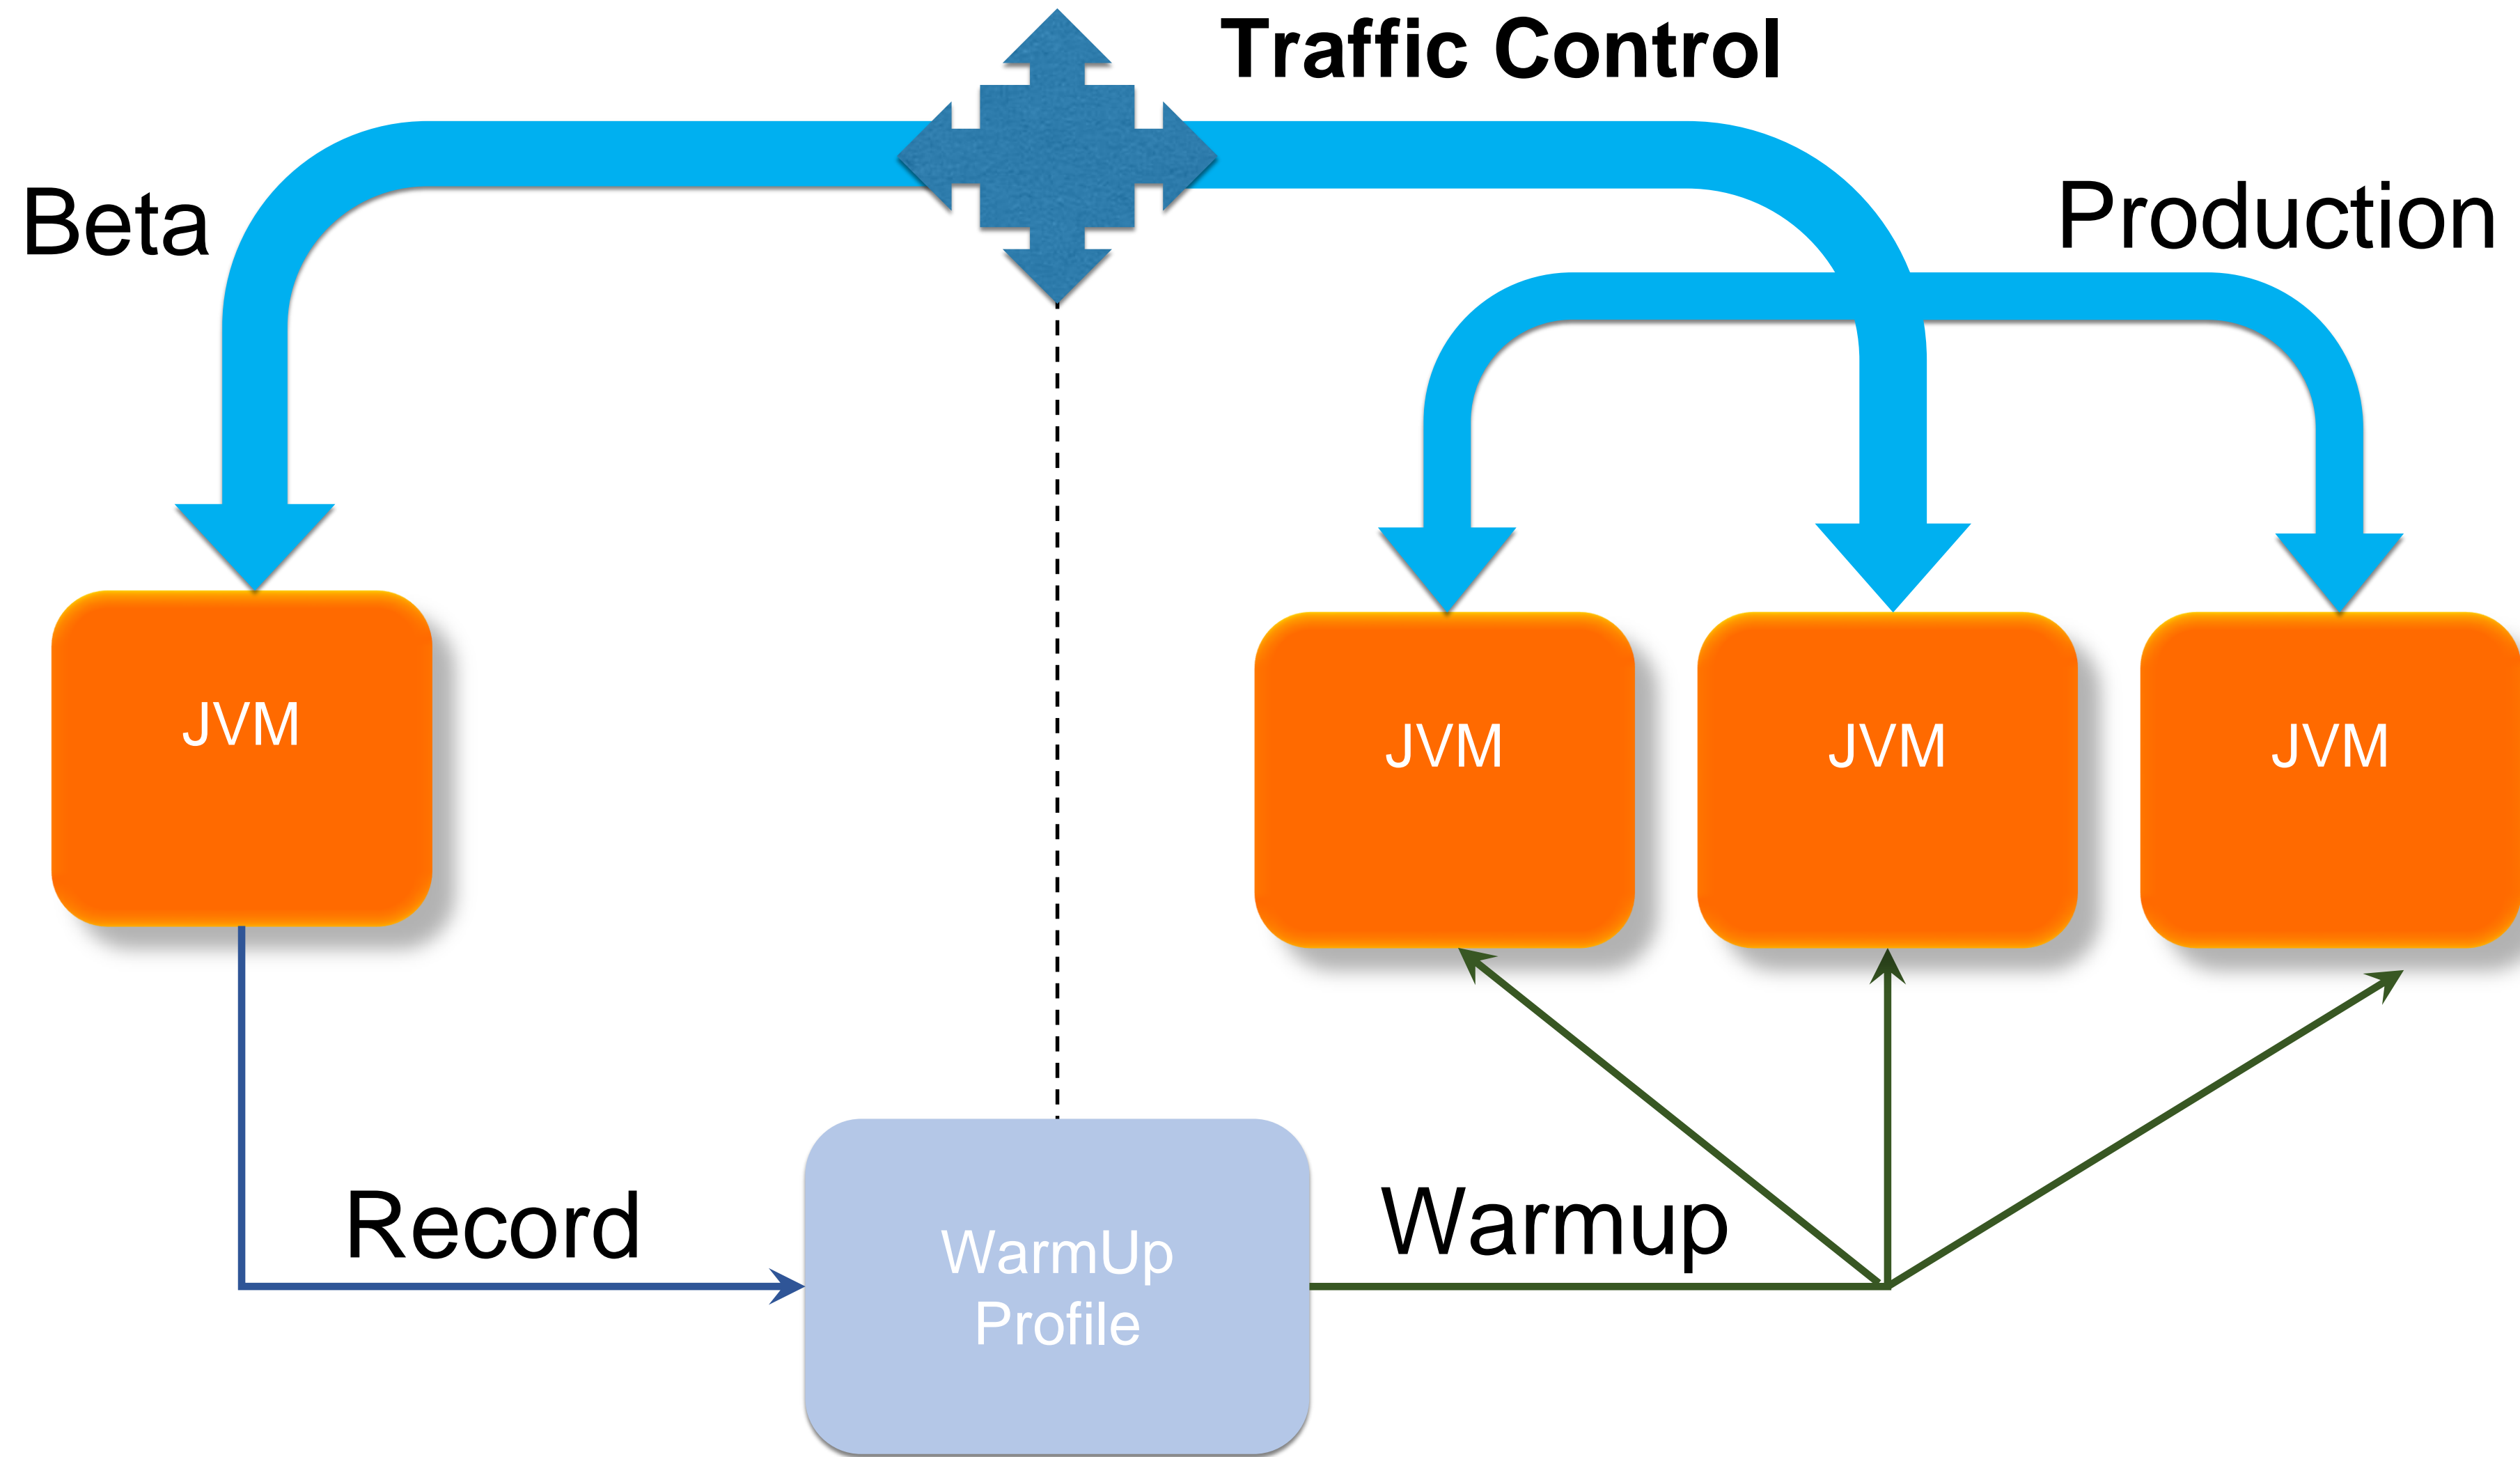 Traffic Control
Beta
Production
JVM
JVM
JVM
JVM
Record
WarmUp
Profile
Warmup